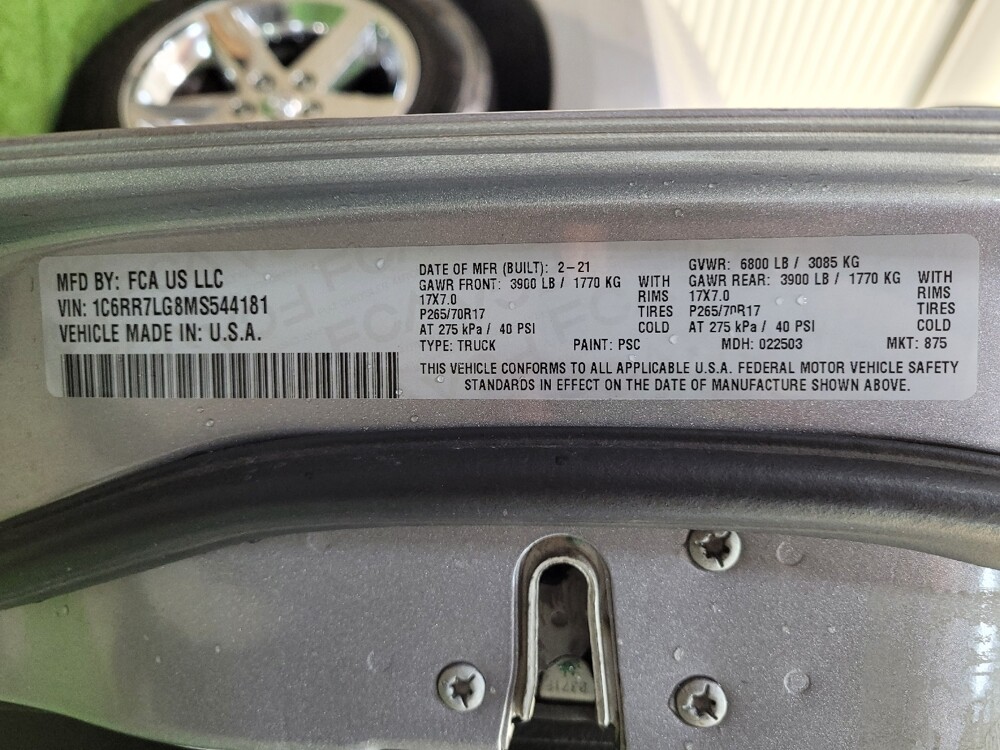 MFD BY: FCA US LLC
VIN: 1C6RR7LG8MS544181
VEHICLE MADE IN: U.S.A.
DATE OF MFR (BUILT): 2-21
GAWR FRONT: 3900 LB / 1770 KG WITH
17X7.0 RIMS
P265/70R17 TIRES
AT 275 kPa / 40 PSI COLD
GVWR: 6800 LB / 3085 KG
GAWR REAR: 3900 LB / 1770 KG WITH
17X7.0 RIMS
P265/70R17 TIRES
AT 275 kPa / 40 PSI COLD
TYPE: TRUCK PAINT: PSC MDH: 022503 MKT: 875
THIS VEHICLE CONFORMS TO ALL APPLICABLE U.S.A. FEDERAL MOTOR VEHICLE SAFETY
STANDARDS IN EFFECT ON THE DATE OF MANUFACTURE SHOWN ABOVE.